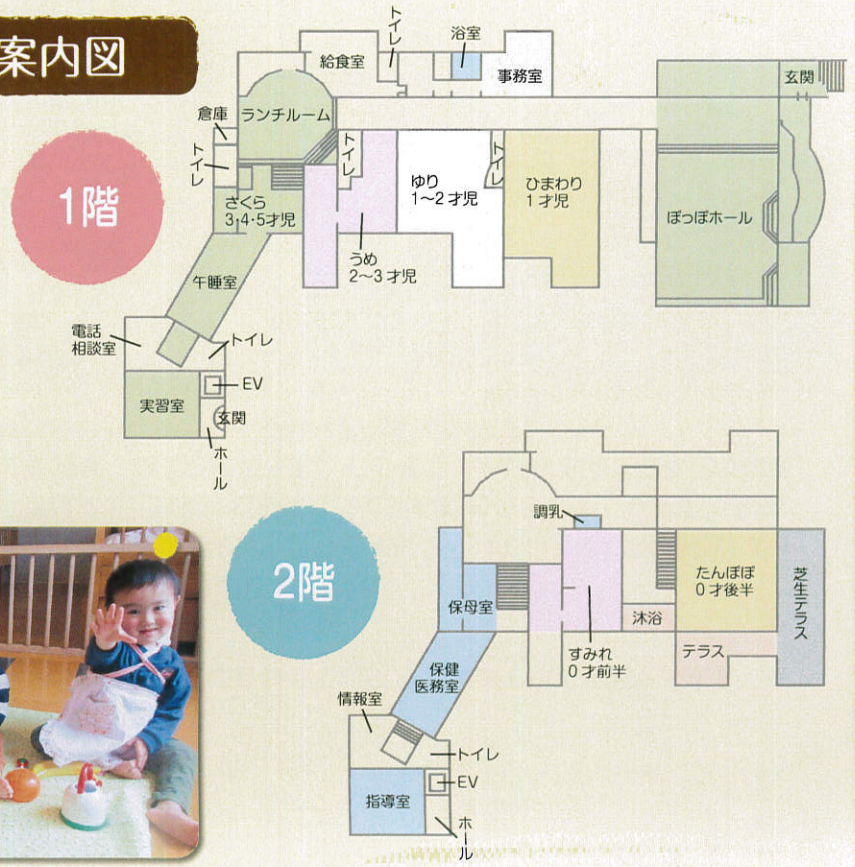 案内図
1階
トイレ
浴室
給食室
事務室
玄関
倉庫
ランチルーム
トイレ
トイレ
トイレ
さくら
3・4・5才児
ゆり
1～2才児
ひまわり
1才児
ぽっぽホール
うめ
2～3才児
午睡室
電話
相談室
トイレ
EV
実習室
玄関
ホール
2階
調乳
保母室
たんぽぽ
0才後半
芝生テラス
沐浴
すみれ
0才前半
テラス
保健
医務室
情報室
トイレ
EV
指導室
ホール